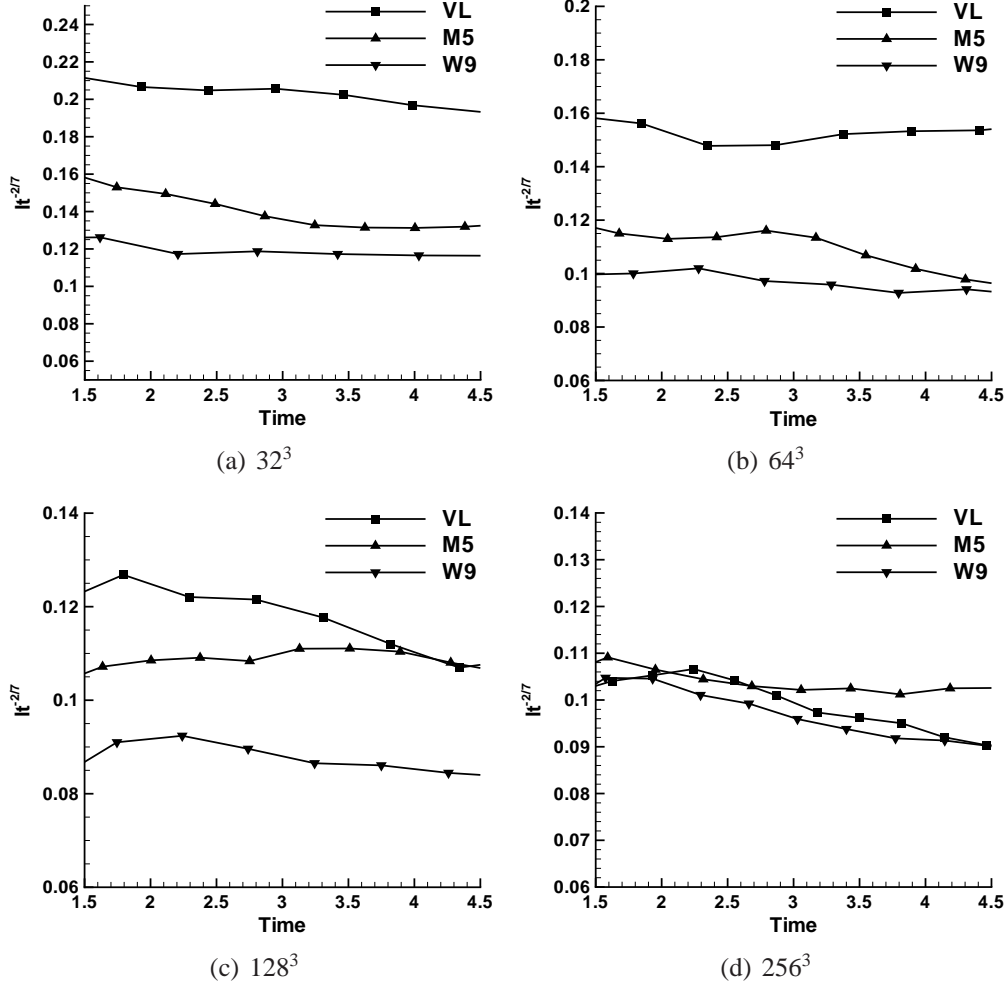 VL
M5
W9
0.24
0.22
0.2
0.18
0.16
0.14
0.12
0.1
0.08
0.06
lt^-2/7
1.5 2 2.5 3 3.5 4 4.5
Time
(a) 32³
VL
M5
W9
0.2
0.18
0.16
0.14
0.12
0.1
0.08
0.06
lt^-2/7
1.5 2 2.5 3 3.5 4 4.5
Time
(b) 64³
VL
M5
W9
0.14
0.12
0.1
0.08
0.06
lt^-2/7
1.5 2 2.5 3 3.5 4 4.5
Time
(c) 128³
VL
M5
W9
0.14
0.13
0.12
0.11
0.1
0.09
0.08
0.07
0.06
lt^-2/7
1.5 2 2.5 3 3.5 4 4.5
Time
(d) 256³